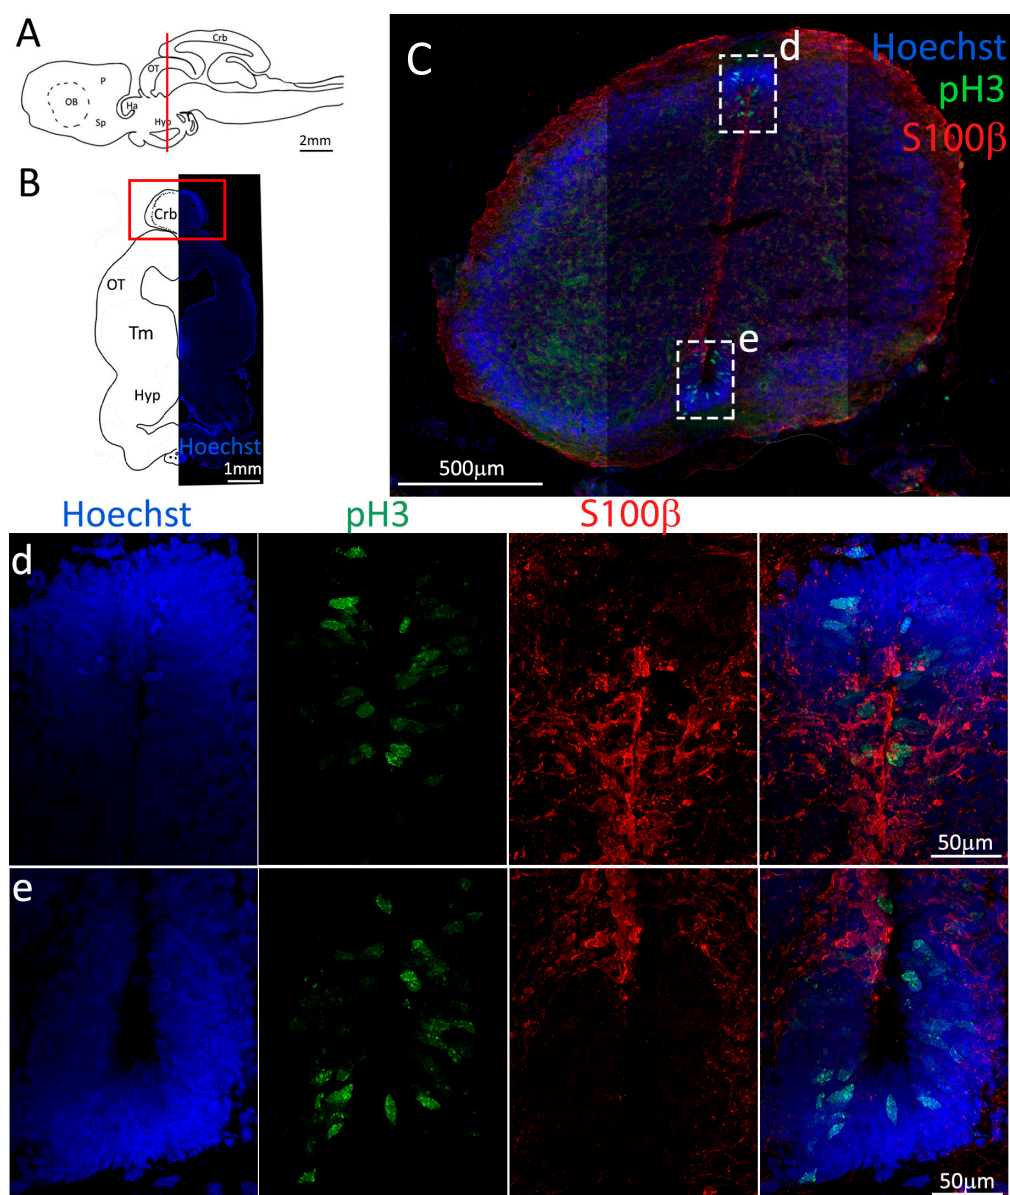 A
Crb
OT
P
OB
Ha
Sp
Hyp
2mm
B
Crb
OT
Tm
Hyp
Hoechst
1mm
C
d
Hoechst
pH3
S100β
e
500μm
Hoechst
pH3
S100β
d
50μm
e
50μm